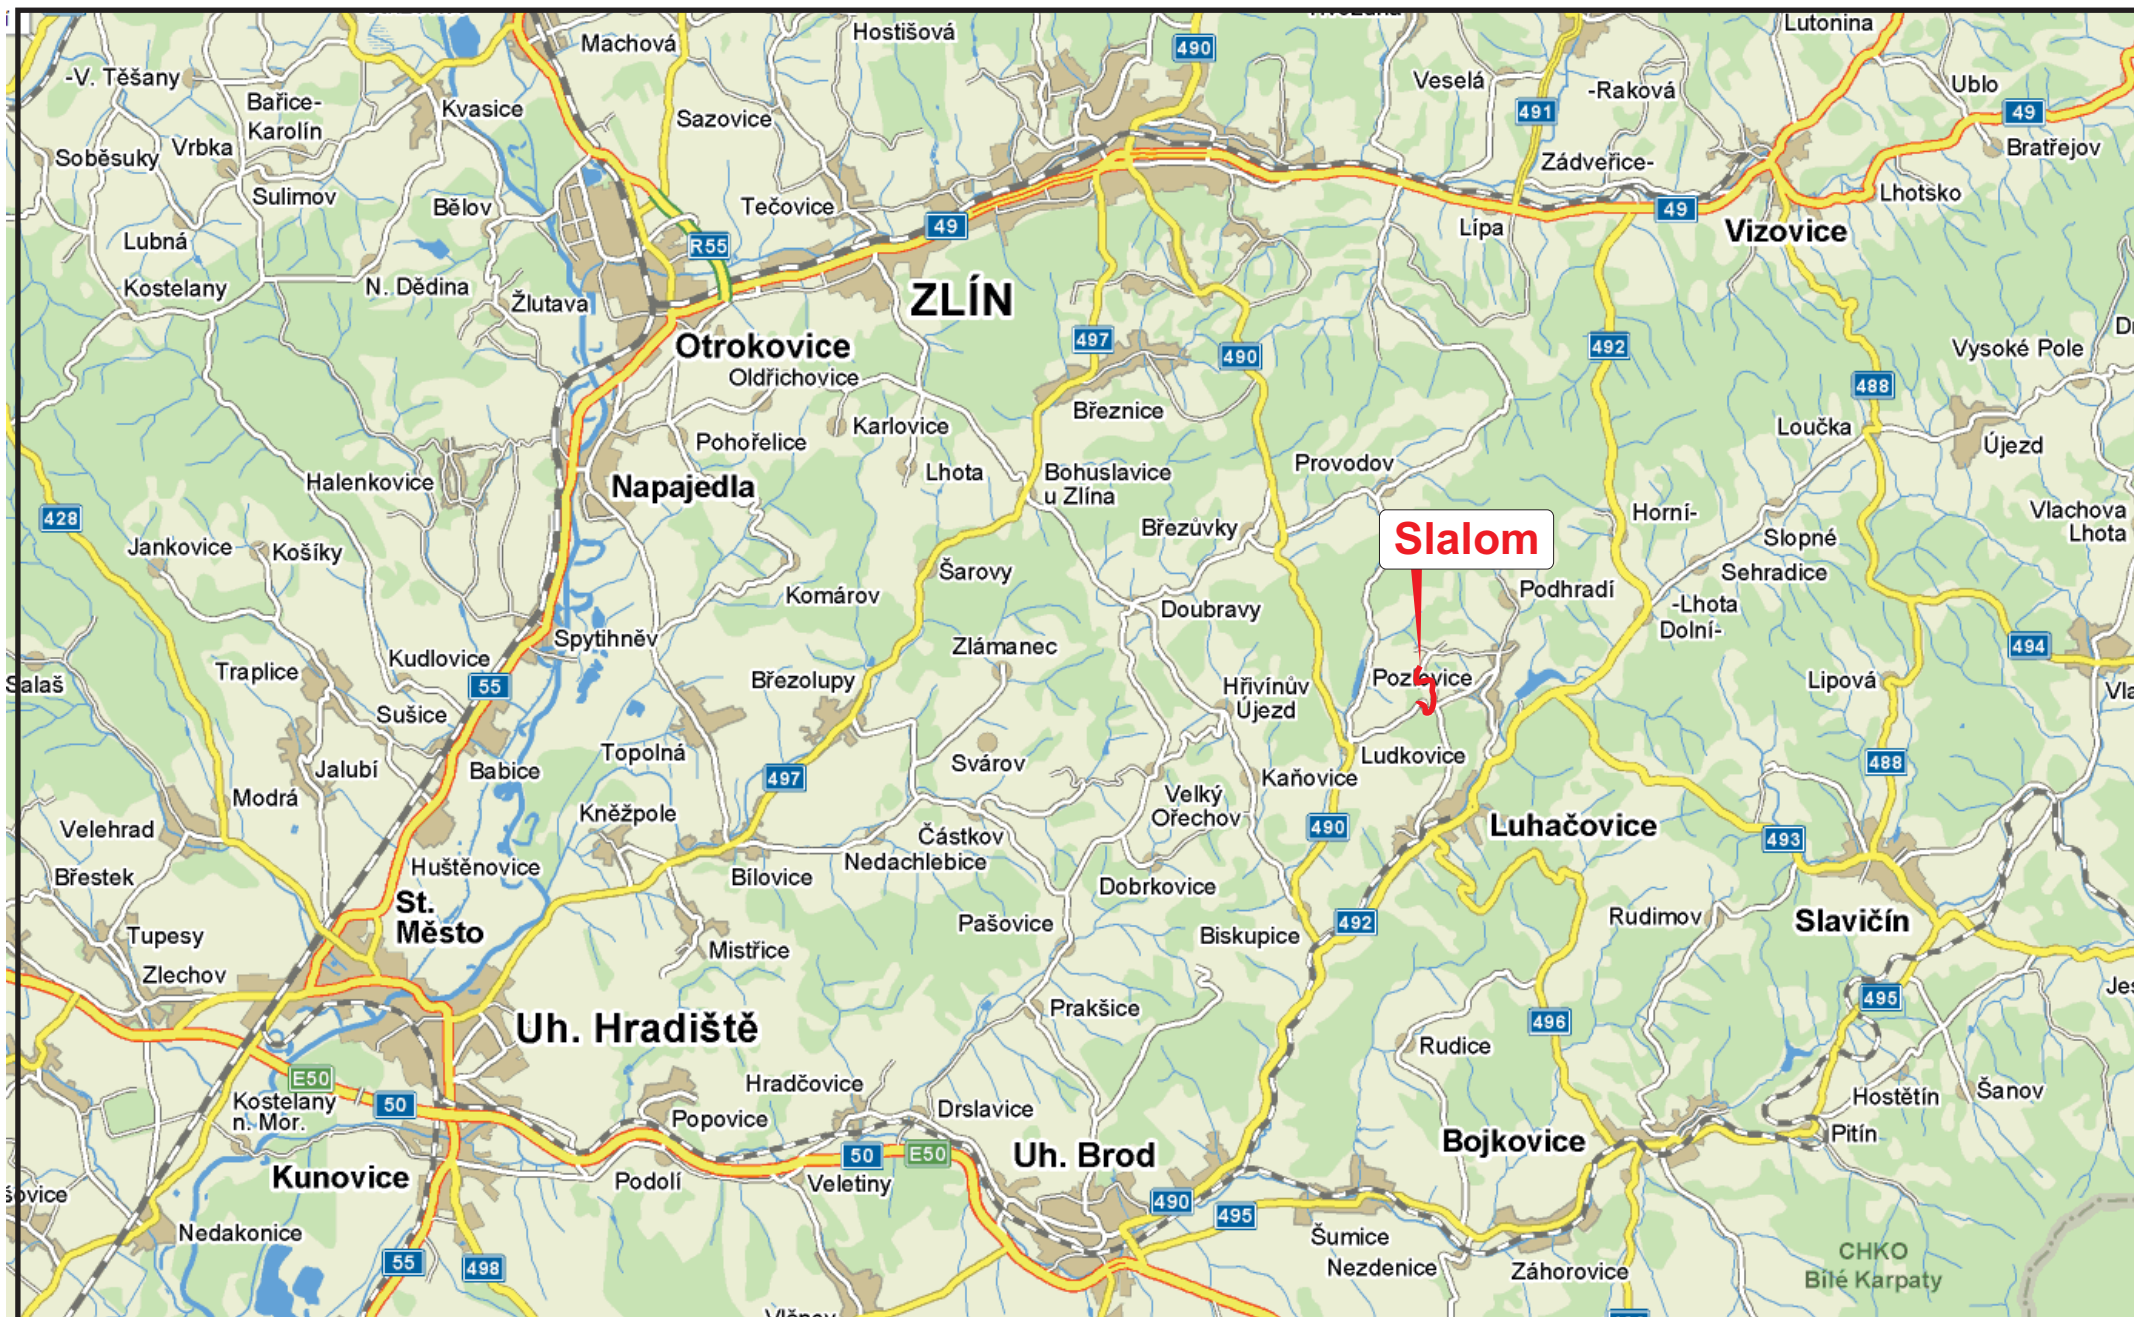 Machová
Hostišová
490
Lutonina
-V. Těšany
Veselá
491
-Raková
Ublo
49
Bařice-
Karolín
Kvasice
Sazovice
Bratřejov
Soběsuky
Vrbka
Zádveřice-
Sulimov
Bělov
Tečovice
49
Lípa
49
Lhotsko
Vizovice
Lubná
R55
Kostelany
N. Dědina
Žlutava
ZLÍN
Otrokovice
497
490
492
Vysoké Pole
488
Oldřichovice
Březnice
Karlovice
Loučka
Újezd
Pohořelice
Halenkovice
Napajedla
Lhota
Bohuslavice
u Zlína
Provodov
428
Horní-
Vlachova
Lhota
Jankovice
Košíky
Březůvky
Slalom
Slopné
Šarovy
Sehradice
Komárov
Doubravy
Podhradí
-Lhota
Dolní-
Spytihněv
Zlámanec
494
Kudlovice
Traplice
55
Salaš
Březolupy
Hřivínův
Újezd
Pozlovice
Lipová
Sušice
Topolná
Svárov
Ludkovice
Jalubí
Babice
497
Kaňovice
488
Modrá
Velehrad
Kněžpole
Velký
Ořechov
490
Luhačovice
493
Částkov
Nedachlebice
Huštěnovice
Břestek
Bílovice
Dobrkovice
St.
Město
Pašovice
Biskupice
492
Rudimov
Slavičín
Tupesy
Mistřice
Zlechov
495
Prakšice
Uh. Hradiště
496
Rudice
E50
Hradčovice
Kostelany
n. Mor.
50
Popovice
Drslavice
Hostětín
Šanov
Pitín
Bojkovice
Uh. Brod
50
E50
Kunovice
Podolí
Veletiny
490
495
Nedakonice
Šumice
Nezdenice
Záhorovice
55
498
CHKO
Bílé Karpaty